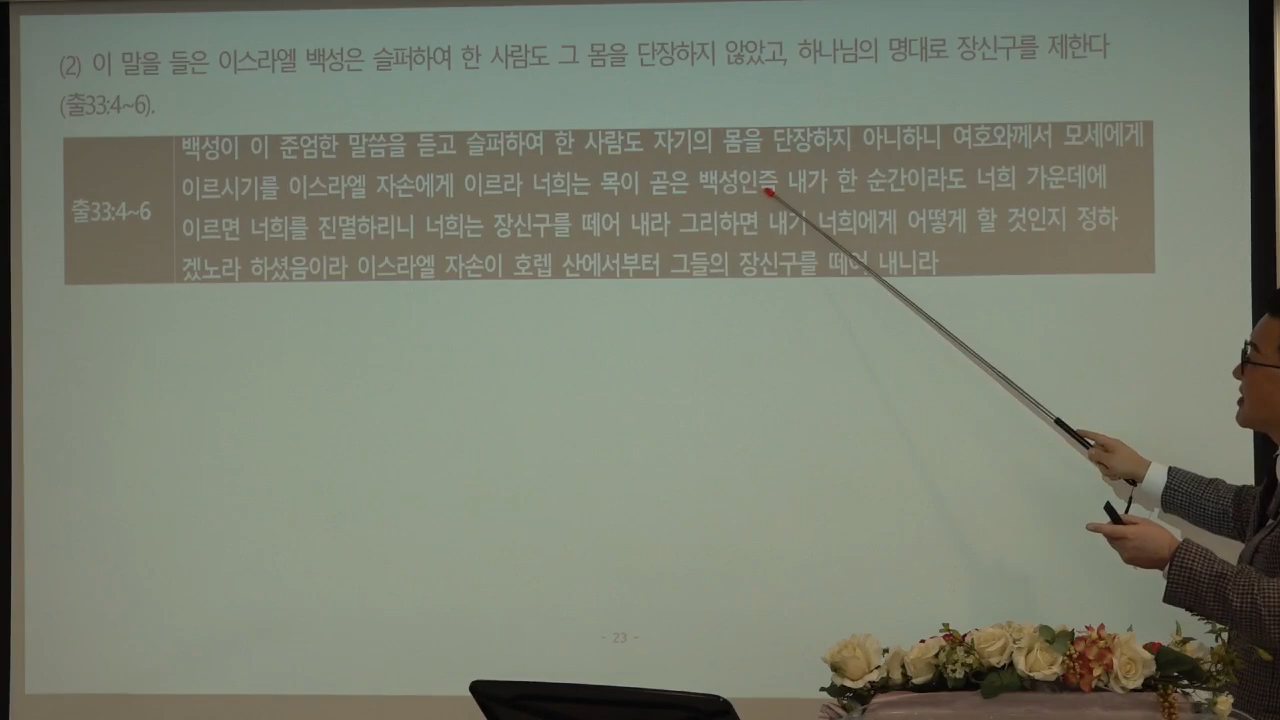 (2) 이 말을 들은 이스라엘 백성은 슬퍼하여 한 사람도 그 몸을 단장하지 않았고, 하나님의 명대로 장신구를 제한다
(출33:4~6).
출33:4~6
백성이 이 준엄한 말씀을 듣고 슬퍼하여 한 사람도 자기의 몸을 단장하지 아니하니 여호와께서 모세에게
이르시기를 이스라엘 자손에게 이르라 너희는 목이 곧은 백성인즉 내가 한 순간이라도 너희 가운데에
이르면 너희를 진멸하리니 너희는 장신구를 떼어 내라 그리하면 내가 너희에게 어떻게 할 것인지 정하
겠노라 하셨음이라 이스라엘 자손이 호렙 산에서부터 그들의 장신구를 떼어 내니라
- 23 -